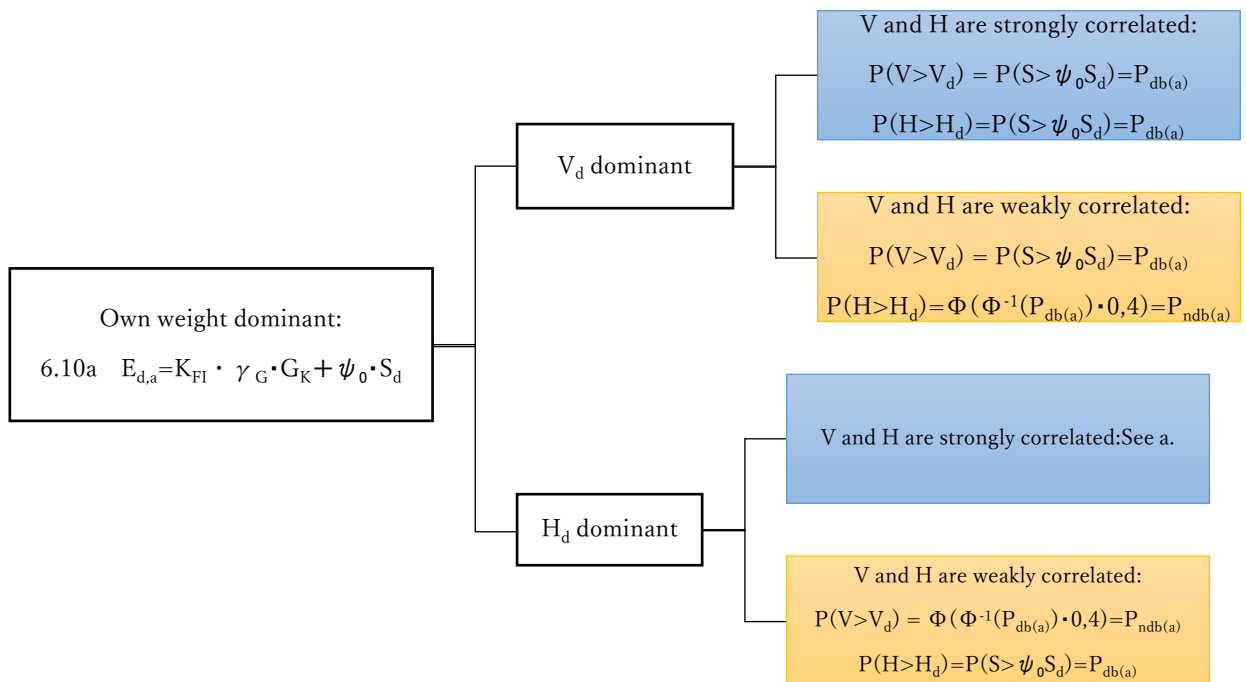 Own weight dominant:
6.10a E_{d,a}=K_{FI} · γ_G·G_K+ψ_0·S_d
V_d dominant
V and H are strongly correlated:
P(V>V_d) = P(S>ψ_0S_d)=P_{db(a)}
P(H>H_d)=P(S>ψ_0S_d)=P_{db(a)}
V and H are weakly correlated:
P(V>V_d) = P(S>ψ_0S_d)=P_{db(a)}
P(H>H_d)=Φ(Φ^{-1}(P_{db(a)})·0,4)=P_{ndb(a)}
H_d dominant
V and H are strongly correlated:See a.
V and H are weakly correlated:
P(V>V_d) = Φ(Φ^{-1}(P_{db(a)})·0,4)=P_{ndb(a)}
P(H>H_d)=P(S>ψ_0S_d)=P_{db(a)}